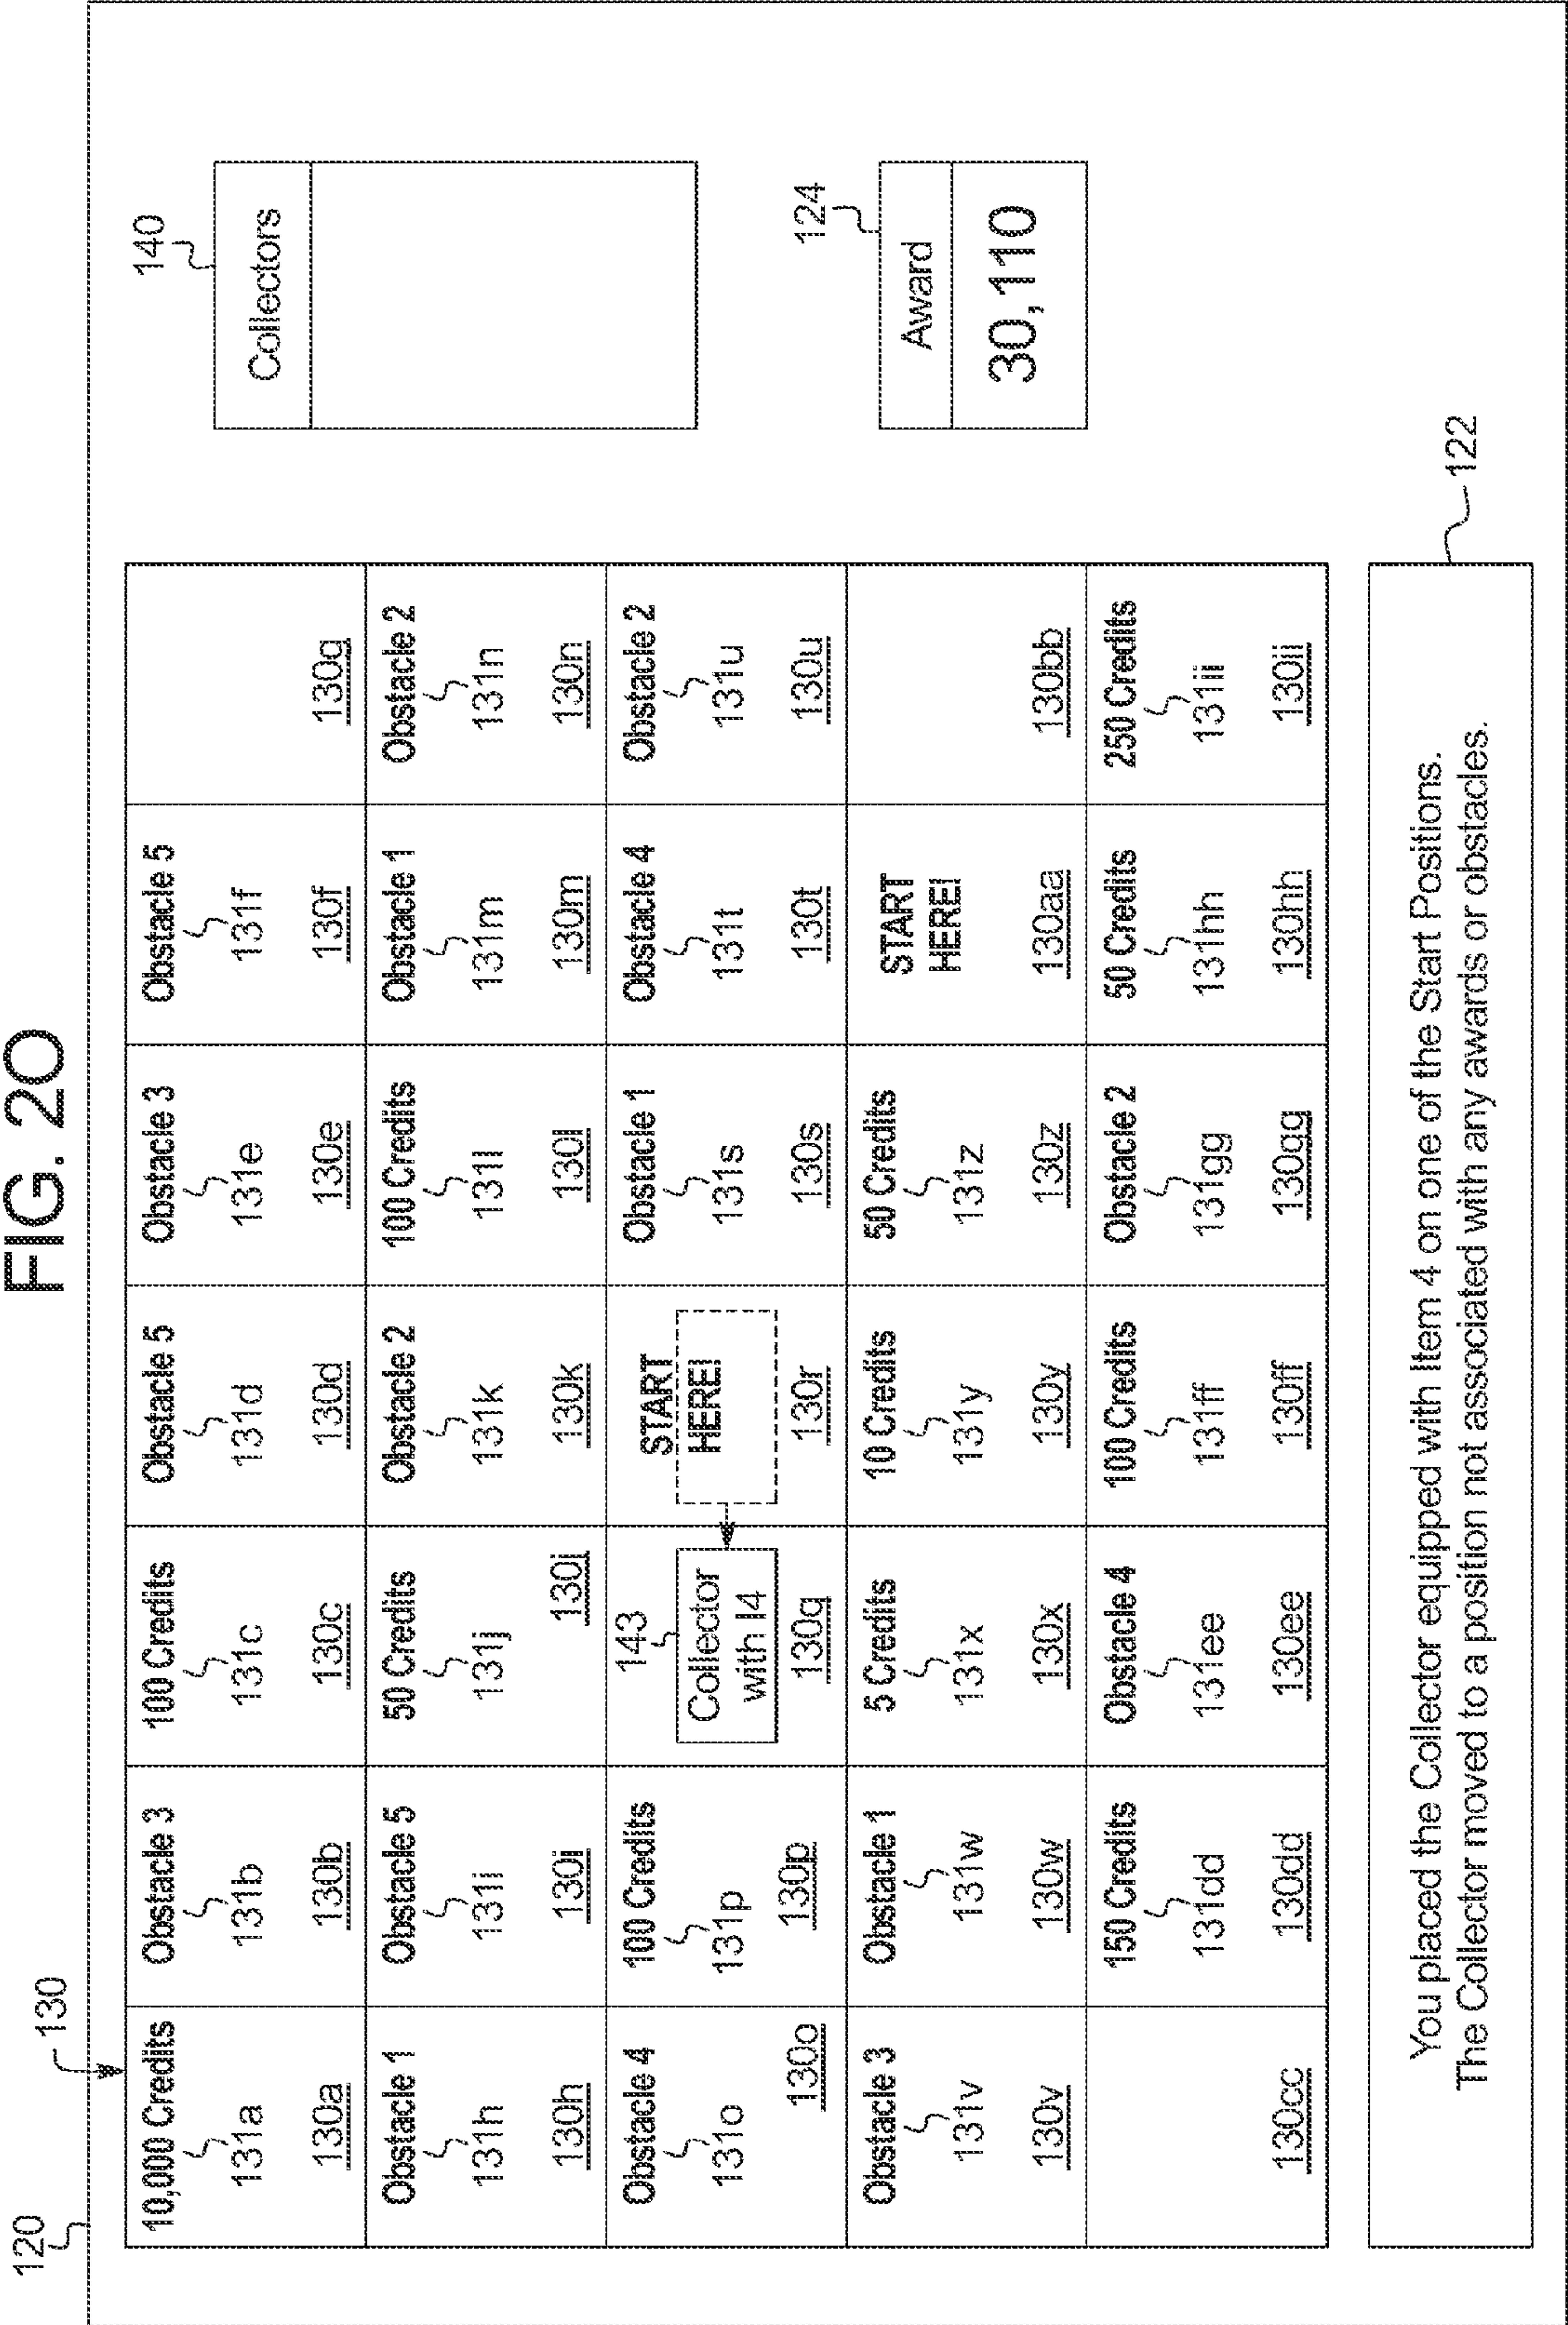 FIG. 2O
120
130
10,000 Credits
131a
130a
Obstacle 3
131b
130b
100 Credits
131c
130c
Obstacle 5
131d
130d
Obstacle 3
131e
130e
Obstacle 5
131f
130f
130g
Obstacle 1
131h
130h
Obstacle 5
131i
130i
50 Credits
131j
130j
Obstacle 2
131k
130k
100 Credits
131l
130l
Obstacle 1
131m
130m
Obstacle 2
131n
130n
Obstacle 4
131o
130o
100 Credits
131p
130p
143
Collector
with I4
130q
START
HERE!
130r
Obstacle 1
131s
130s
Obstacle 4
131t
130t
Obstacle 2
131u
130u
Obstacle 3
131v
130v
Obstacle 1
131w
130w
5 Credits
131x
130x
10 Credits
131y
130y
50 Credits
131z
130z
START
HERE!
130aa
130bb
130cc
150 Credits
131dd
130dd
Obstacle 4
131ee
130ee
100 Credits
131ff
130ff
Obstacle 2
131gg
130gg
50 Credits
131hh
130hh
250 Credits
131ii
130ii
140
Collectors
124
Award
30,110
You placed the Collector equipped with Item 4 on one of the Start Positions.
The Collector moved to a position not associated with any awards or obstacles.
122